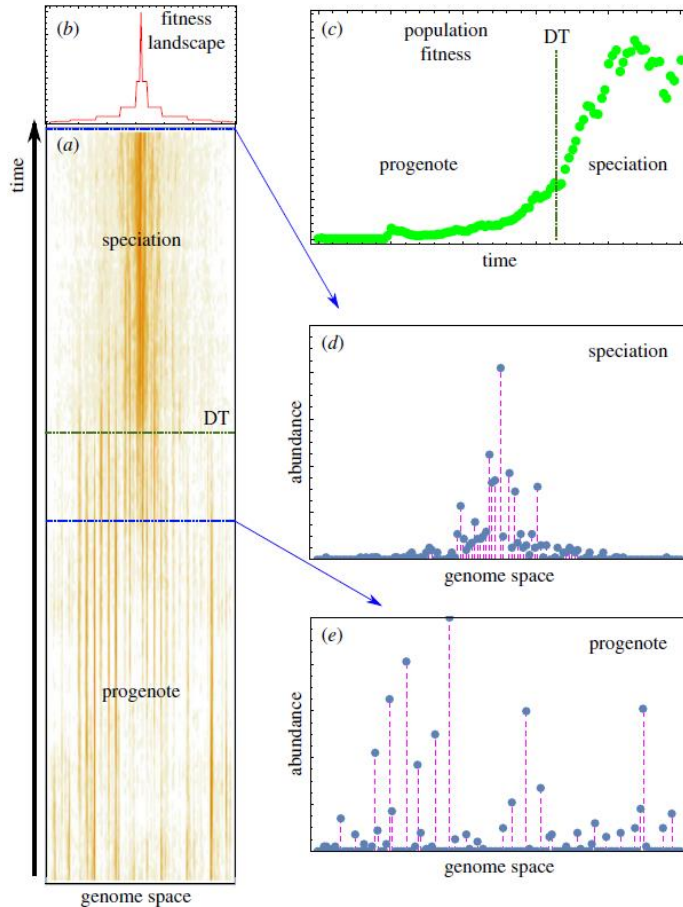 (b)
fitness
landscape
(a)
time
speciation
DT
progenote
genome space
(c)
population
fitness
DT
progenote
speciation
time
(d)
speciation
abundance
genome space
(e)
progenote
abundance
genome space